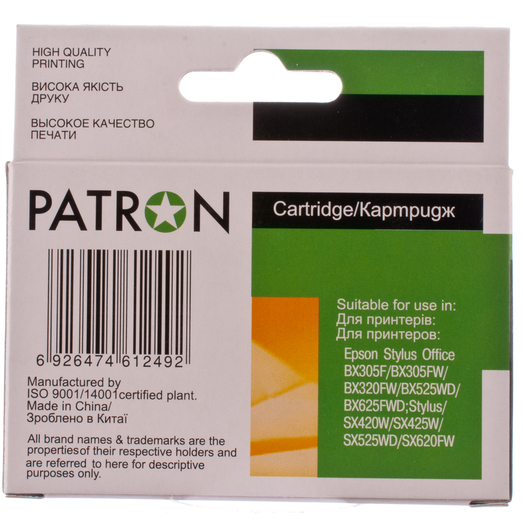 HIGH QUALITY
PRINTING
ВИСОКА ЯКІСТЬ
ДРУКУ
ВЫСОКОЕ КАЧЕСТВО
ПЕЧАТИ
PATRON
Cartridge/Картридж
6 926474 612492
Manufactured by
ISO 9001/14001certified plant.
Made in China/
Зроблено в Китаї
All brand names & trademarks are the
properties of their respective holders and
are referred to here for descriptive
purposes only.
Suitable for use in:
Для принтерів:
Для принтеров:
Epson Stylus Office
BX305F/BX305FW/
BX320FW/BX525WD/
BX625FWD;Stylus/
SX420W/SX425W/
SX525WD/SX620FW